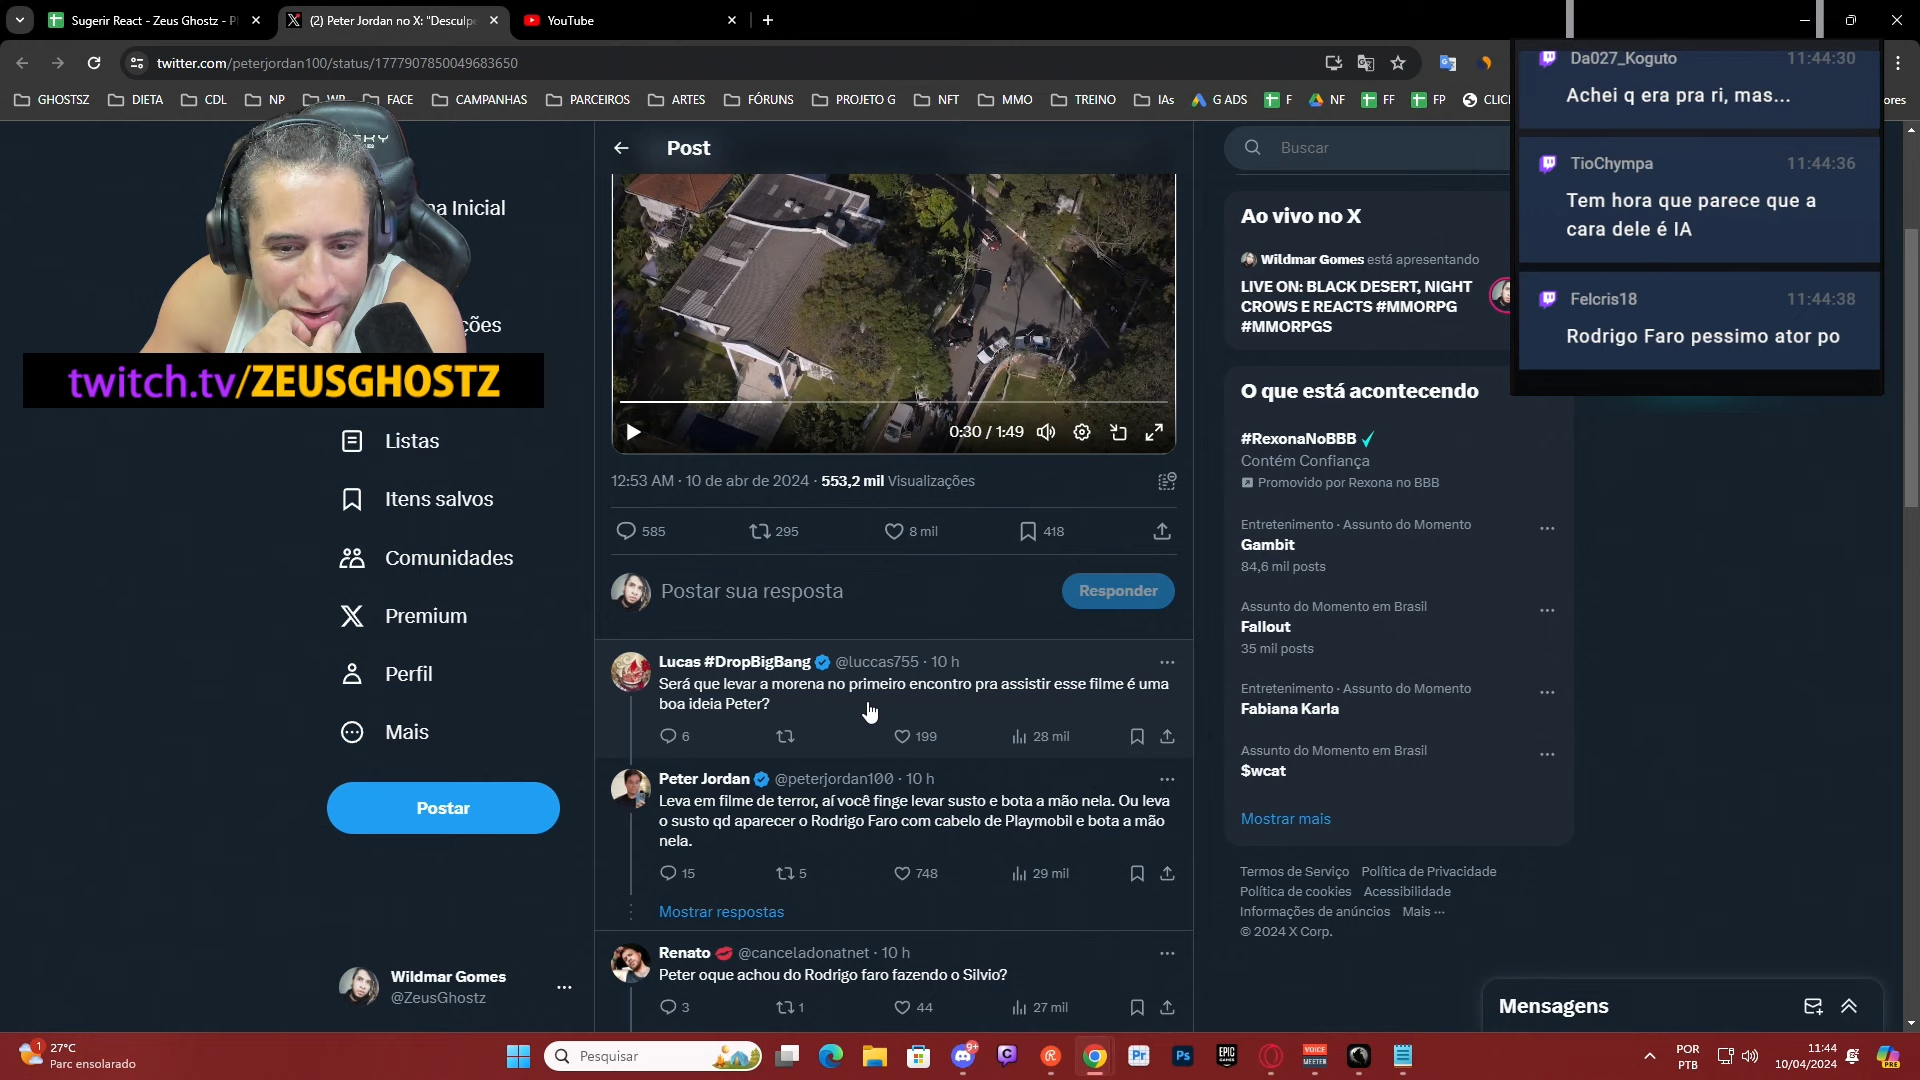 Sugerir React - Zeus Ghostz - P
(2) Peter Jordan no X: "Desculpe
YouTube
twitter.com/peterjordan100/status/1777907850049683650
GHOSTSZ
DIETA
CDL
NP
WP
FACE
CAMPANHAS
PARCEIROS
ARTES
FÓRUNS
PROJETO G
NFT
MMO
TREINO
IAs
G ADS
F
NF
FF
FP
CLIC
ores
Da027_Koguto 11:44:30
Achei q era pra ri, mas...
TioChympa 11:44:36
Tem hora que parece que a
cara dele é IA
Felcris18 11:44:38
Rodrigo Faro pessimo ator po
na Inicial
ções
twitch.tv/ZEUSGHOSTZ
Listas
Itens salvos
Comunidades
Premium
Perfil
Mais
Postar
Wildmar Gomes
@ZeusGhostz
Post
0:30 / 1:49
12:53 AM · 10 de abr de 2024 · 553,2 mil Visualizações
585 295 8 mil 418
Postar sua resposta
Responder
Lucas #DropBigBang @luccas755 · 10 h
Será que levar a morena no primeiro encontro pra assistir esse filme é uma
boa ideia Peter?
6 199 28 mil
Peter Jordan @peterjordan100 · 10 h
Leva em filme de terror, aí você finge levar susto e bota a mão nela. Ou leva
o susto qd aparecer o Rodrigo Faro com cabelo de Playmobil e bota a mão
nela.
15 5 748 29 mil
Mostrar respostas
Renato @canceladonatnet · 10 h
Peter oque achou do Rodrigo faro fazendo o Silvio?
3 1 44 27 mil
Buscar
Ao vivo no X
Wildmar Gomes está apresentando
LIVE ON: BLACK DESERT, NIGHT
CROWS E REACTS #MMORPG
#MMORPGS
O que está acontecendo
#RexonaNoBBB
Contém Confiança
Promovido por Rexona no BBB
Entretenimento · Assunto do Momento
Gambit
84,6 mil posts
Assunto do Momento em Brasil
Fallout
35 mil posts
Entretenimento · Assunto do Momento
Fabiana Karla
Assunto do Momento em Brasil
$wcat
Mostrar mais
Termos de Serviço Política de Privacidade
Política de cookies Acessibilidade
Informações de anúncios Mais ···
© 2024 X Corp.
Mensagens
1
27°C
Parc ensolarado
Pesquisar
9+
Pr
Ps
EPIC
GAMES
VOICE
MEETER
POR
PTB
11:44
10/04/2024
PRE